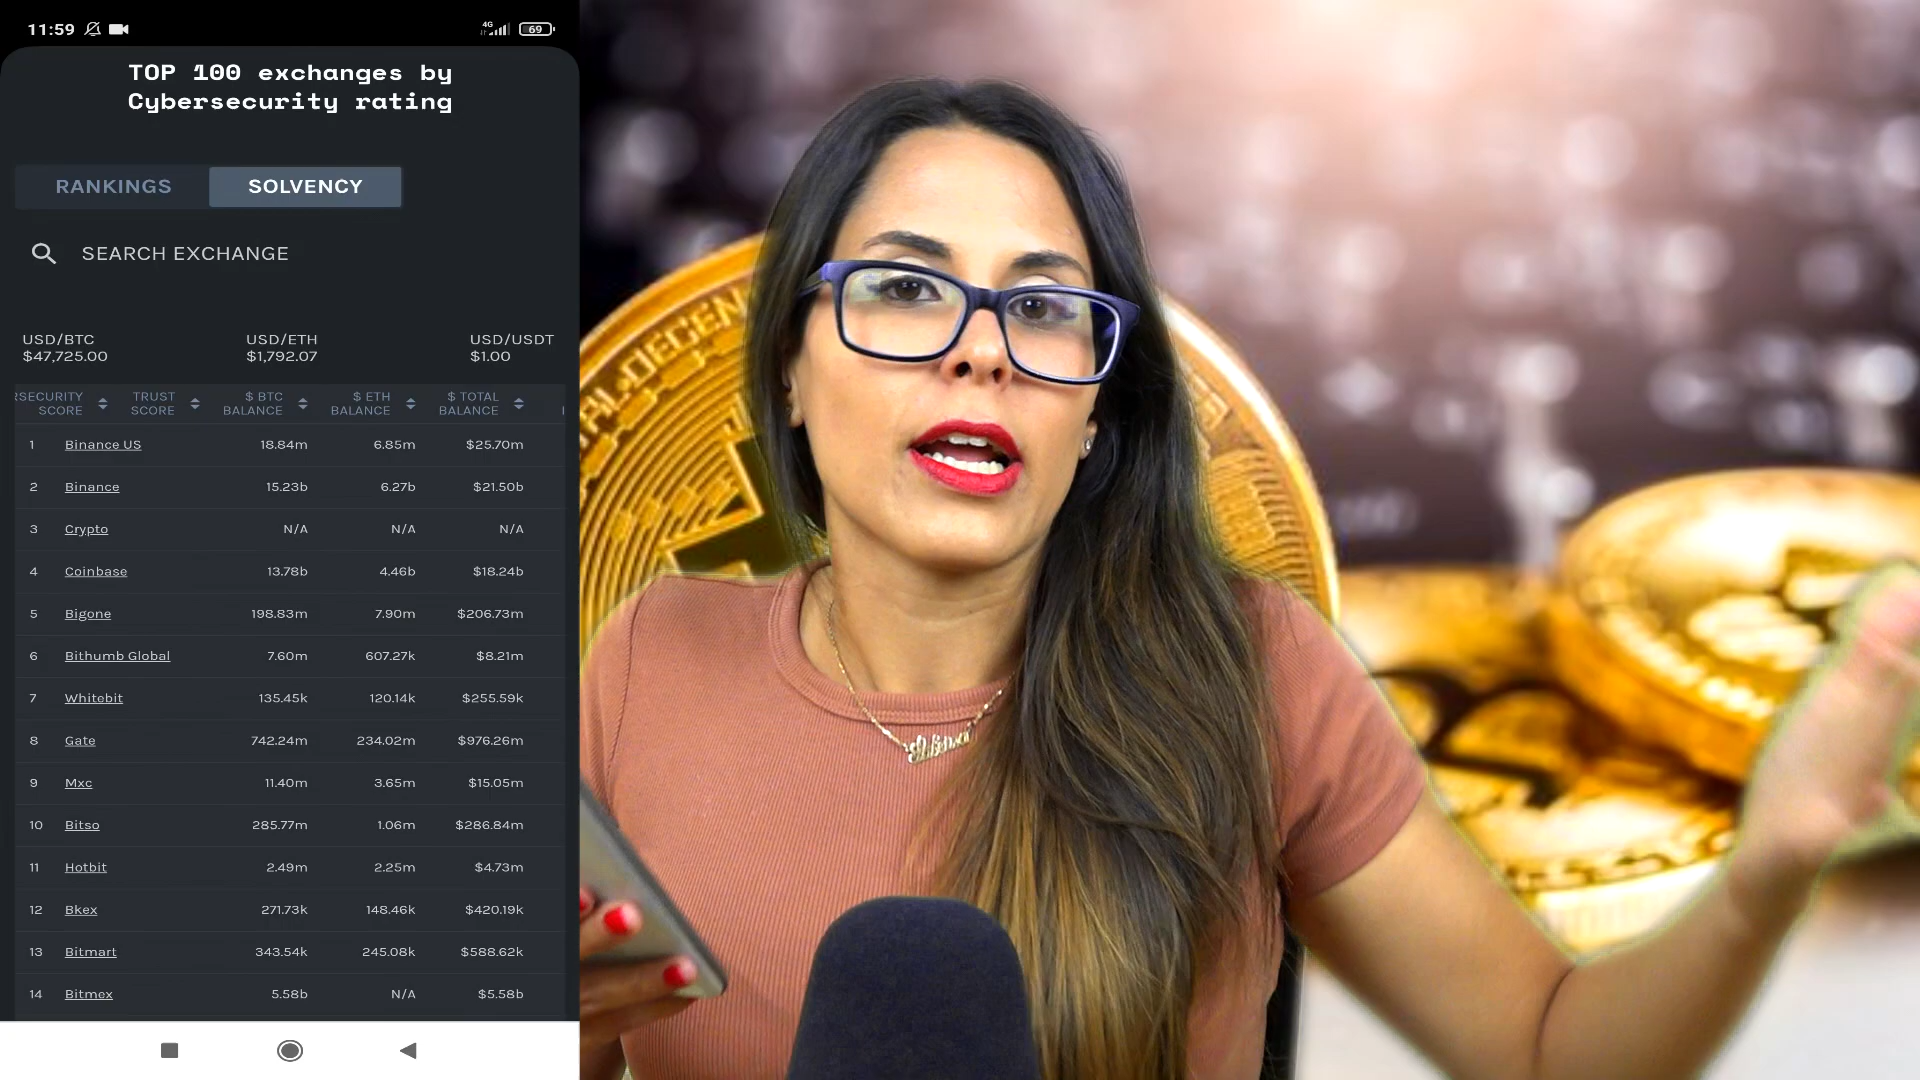 11:59
4G
69
TOP 100 exchanges by
Cybersecurity rating
RANKINGS SOLVENCY
SEARCH EXCHANGE
USD/BTC USD/ETH USD/USDT
$47,725.00 $1,792.07 $1.00
RSECURITY TRUST $ BTC $ ETH $ TOTAL
SCORE SCORE BALANCE BALANCE BALANCE
1 Binance US 18.84m 6.85m $25.70m
2 Binance 15.23b 6.27b $21.50b
3 Crypto N/A N/A N/A
4 Coinbase 13.78b 4.46b $18.24b
5 Bigone 198.83m 7.90m $206.73m
6 Bithumb Global 7.60m 607.27k $8.21m
7 Whitebit 135.45k 120.14k $255.59k
8 Gate 742.24m 234.02m $976.26m
9 Mxc 11.40m 3.65m $15.05m
10 Bitso 285.77m 1.06m $286.84m
11 Hotbit 2.49m 2.25m $4.73m
12 Bkex 271.73k 148.46k $420.19k
13 Bitmart 343.54k 245.08k $588.62k
14 Bitmex 5.58b N/A $5.58b